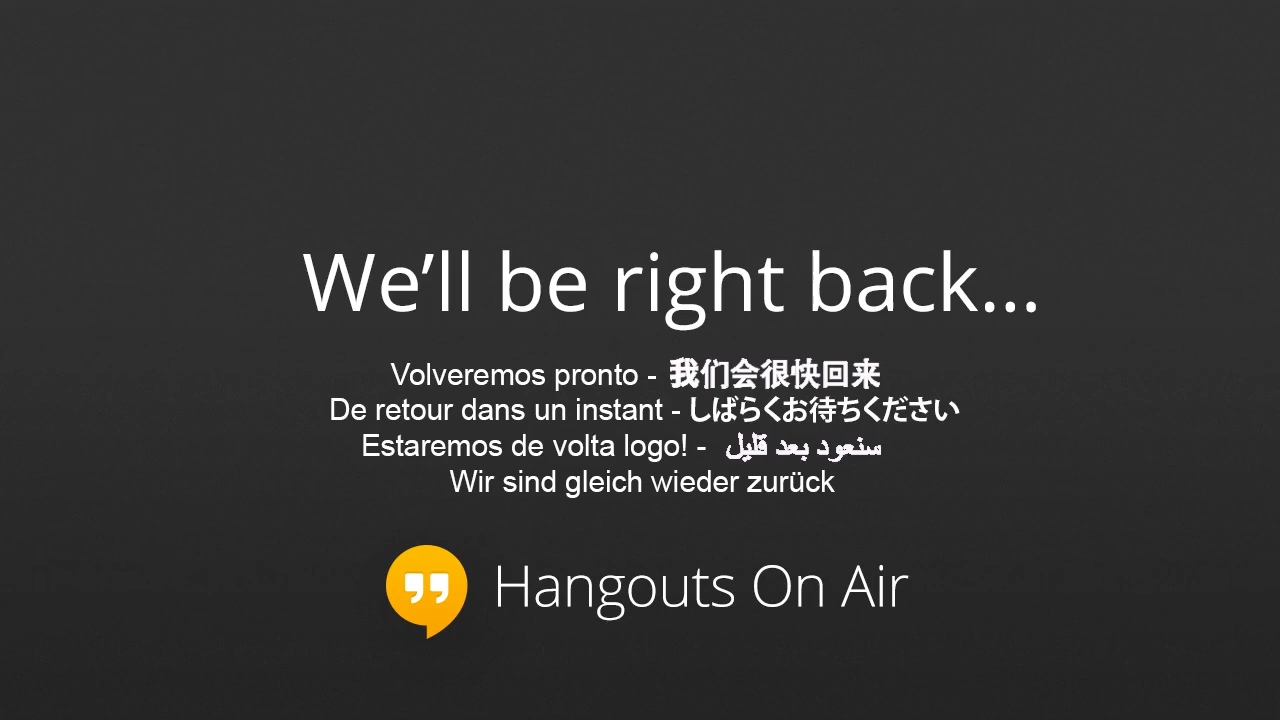 We’ll be right back...
Volveremos pronto - 我们会很快回来
De retour dans un instant - しばらくお待ちください
Estaremos de volta logo! - سنعود بعد قليل
Wir sind gleich wieder zurück
Hangouts On Air